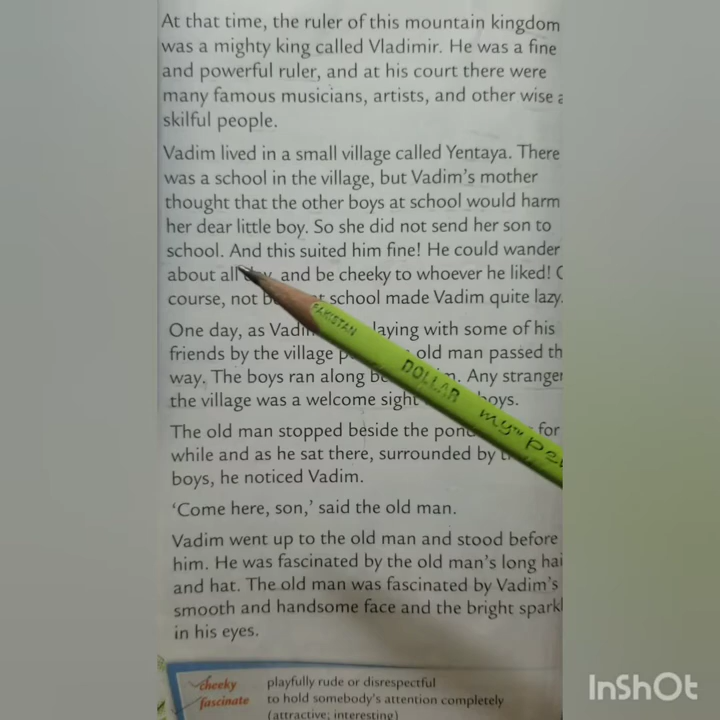 At that time, the ruler of this mountain kingdom
was a mighty king called Vladimir. He was a fine
and powerful ruler, and at his court there were
many famous musicians, artists, and other wise a
skilful people.
Vadim lived in a small village called Yentaya. There
was a school in the village, but Vadim's mother
thought that the other boys at school would harm
her dear little boy. So she did not send her son to
school. And this suited him fine! He could wander
about all and be cheeky to whoever he liked! O
course, not school made Vadim quite lazy.
One day, as Vadi laying with some of his
friends by the village old man passed th
way. The boys ran along Any stranger
the village was a welcome sight boys.
The old man stopped beside the pon for
while and as he sat there, surrounded by
boys, he noticed Vadim.
'Come here, son,' said the old man.
Vadim went up to the old man and stood before
him. He was fascinated by the old man's long hai
and hat. The old man was fascinated by Vadim's
smooth and handsome face and the bright sparkl
in his eyes.
cheeky playfully rude or disrespectful
fascinate to hold somebody's attention completely
(attractive; interesting)
PAKISTAN DOLLAR my™ Pe
InShOt